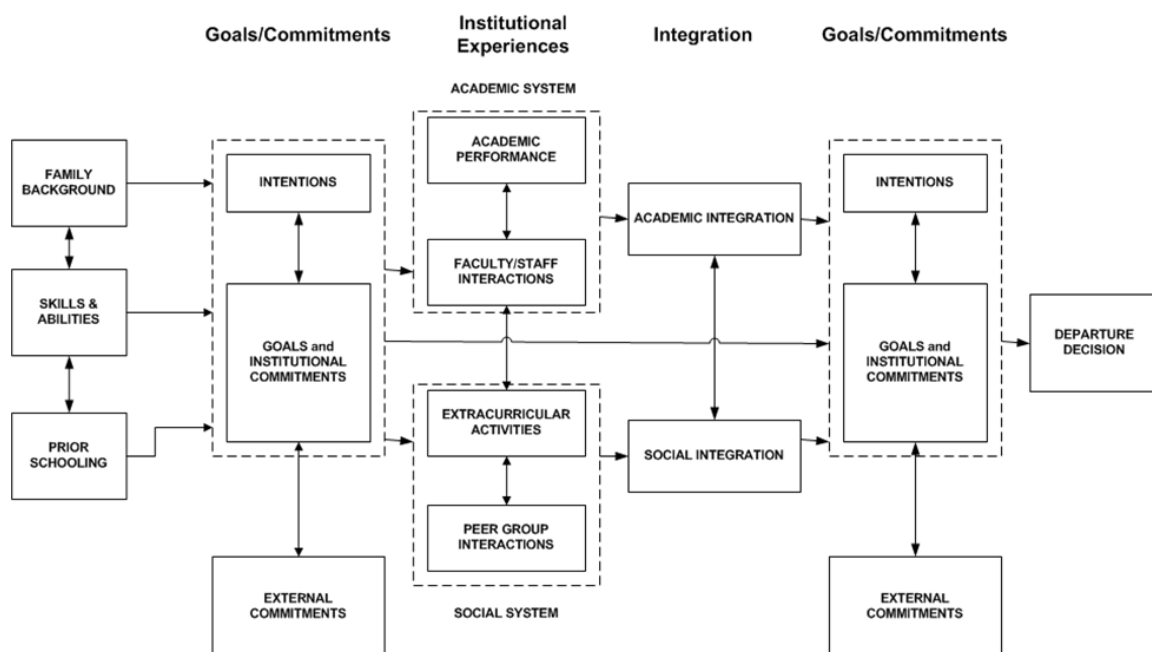 Goals/Commitments
Institutional
Experiences
Integration
Goals/Commitments
ACADEMIC SYSTEM
FAMILY
BACKGROUND
SKILLS &
ABILITIES
PRIOR
SCHOOLING
INTENTIONS
GOALS and
INSTITUTIONAL
COMMITMENTS
EXTERNAL
COMMITMENTS
ACADEMIC
PERFORMANCE
FACULTY/STAFF
INTERACTIONS
EXTRACURRICULAR
ACTIVITIES
PEER GROUP
INTERACTIONS
SOCIAL SYSTEM
ACADEMIC INTEGRATION
SOCIAL INTEGRATION
INTENTIONS
GOALS and
INSTITUTIONAL
COMMITMENTS
EXTERNAL
COMMITMENTS
DEPARTURE
DECISION